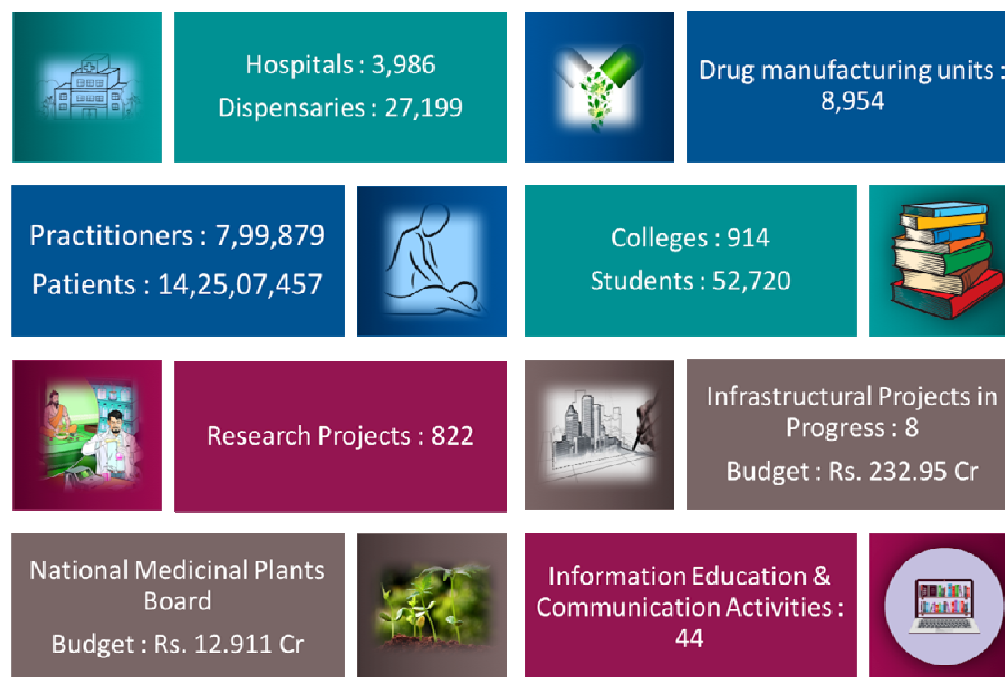 Hospitals : 3,986
Dispensaries : 27,199
Drug manufacturing units :
8,954
Practitioners : 7,99,879
Patients : 14,25,07,457
Colleges : 914
Students : 52,720
Research Projects : 822
Infrastructural Projects in
Progress : 8
Budget : Rs. 232.95 Cr
National Medicinal Plants
Board
Budget : Rs. 12.911 Cr
Information Education &
Communication Activities :
44